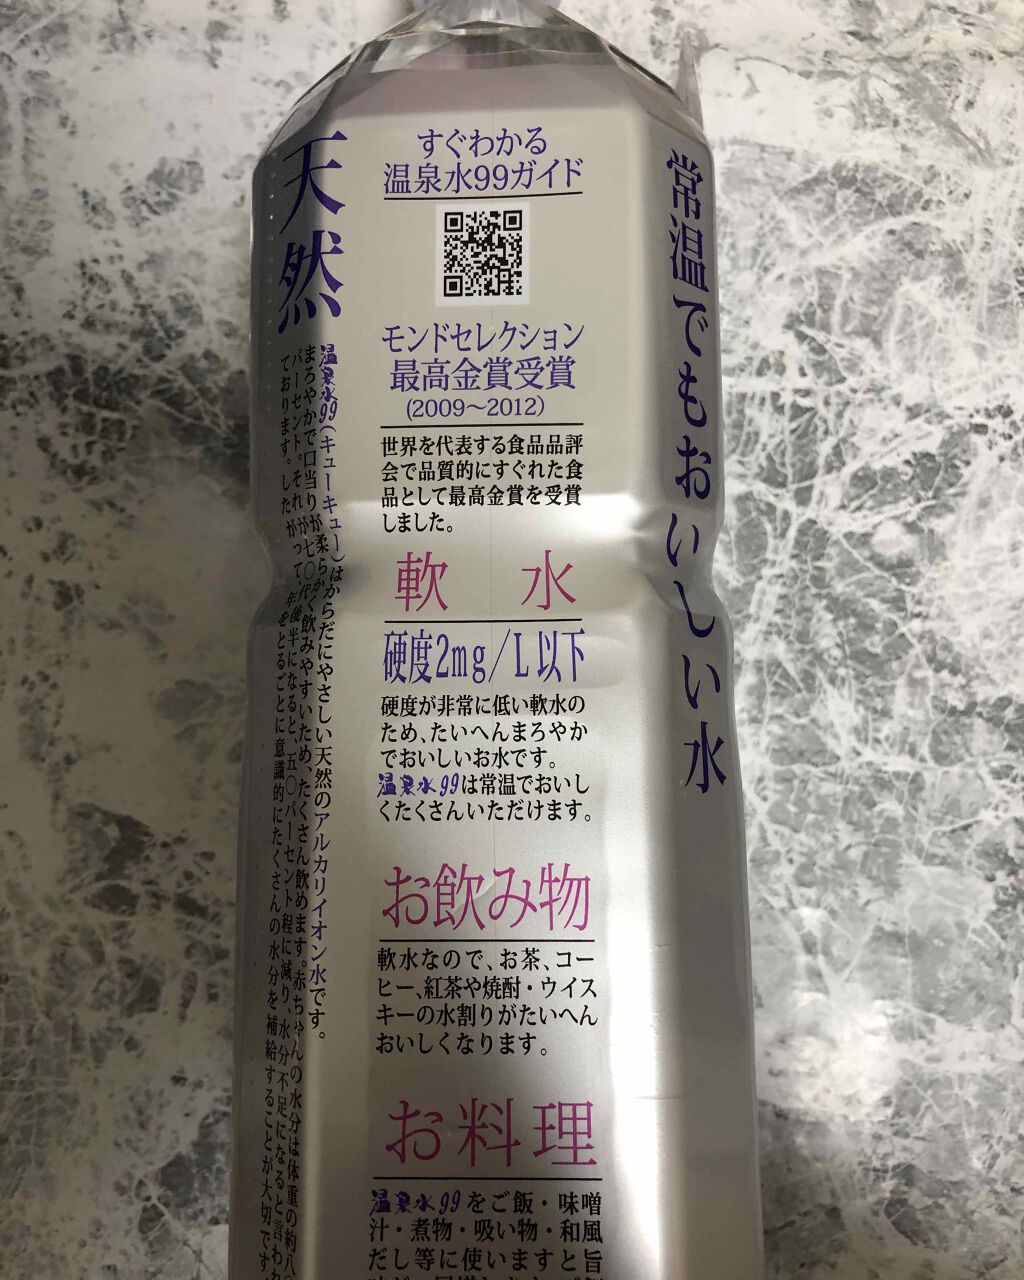 すぐわかる
温泉水99ガイド
モンドセレクション
最高金賞受賞
(2009〜2012)
世界を代表する食品品評
会で品質的にすぐれた食
品として最高金賞を受賞
しました。
軟 水
硬度2mg/L以下
硬度が非常に低い軟水の
ため、たいへんまろやか
でおいしいお水です。
温泉水99は常温でおいし
くたくさんいただけます。
お飲み物
軟水なので、お茶、コー
ヒー、紅茶や焼酎・ウイス
キーの水割りがたいへん
おいしくなります。
お料理
温泉水99をご飯・味噌
汁・煮物・吸い物・和風
だし等に使いますと旨
常温でもおいしい水
天然
温泉水99(キューキュー)はからだにやさしい天然のアルカリイオン水です。
まろやかで口当りが柔らかく飲みやすいため、たくさん飲めます。赤ちゃんの水分は体重の約八〇
パーセント。それが七〇代後半になると、五〇パーセント程に減り、水分不足になると言われ
ております。したがって、年をとるごとに意識的にたくさんの水分を補給することが大切です